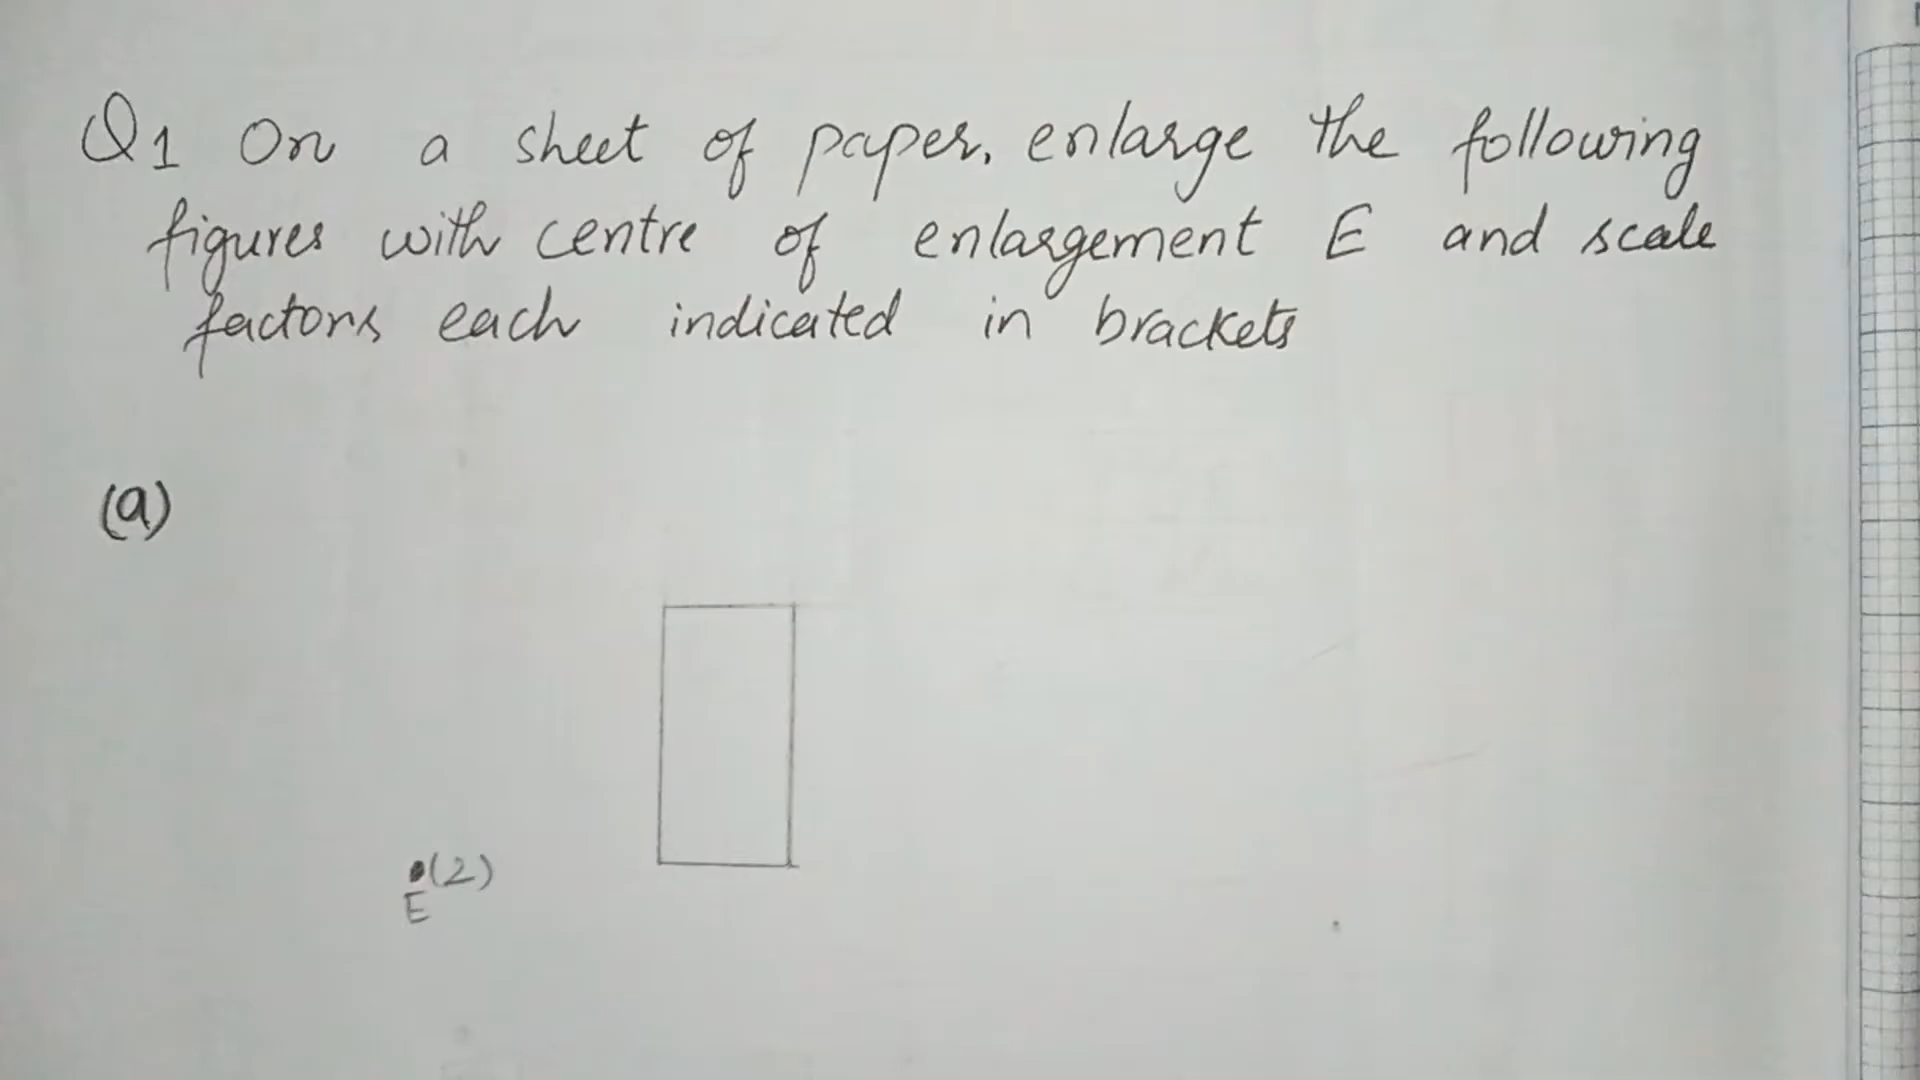 Q1 On a sheet of paper, enlarge the following
figures with centre of enlargement E and scale
factors each indicated in brackets
(a)
(2)
E